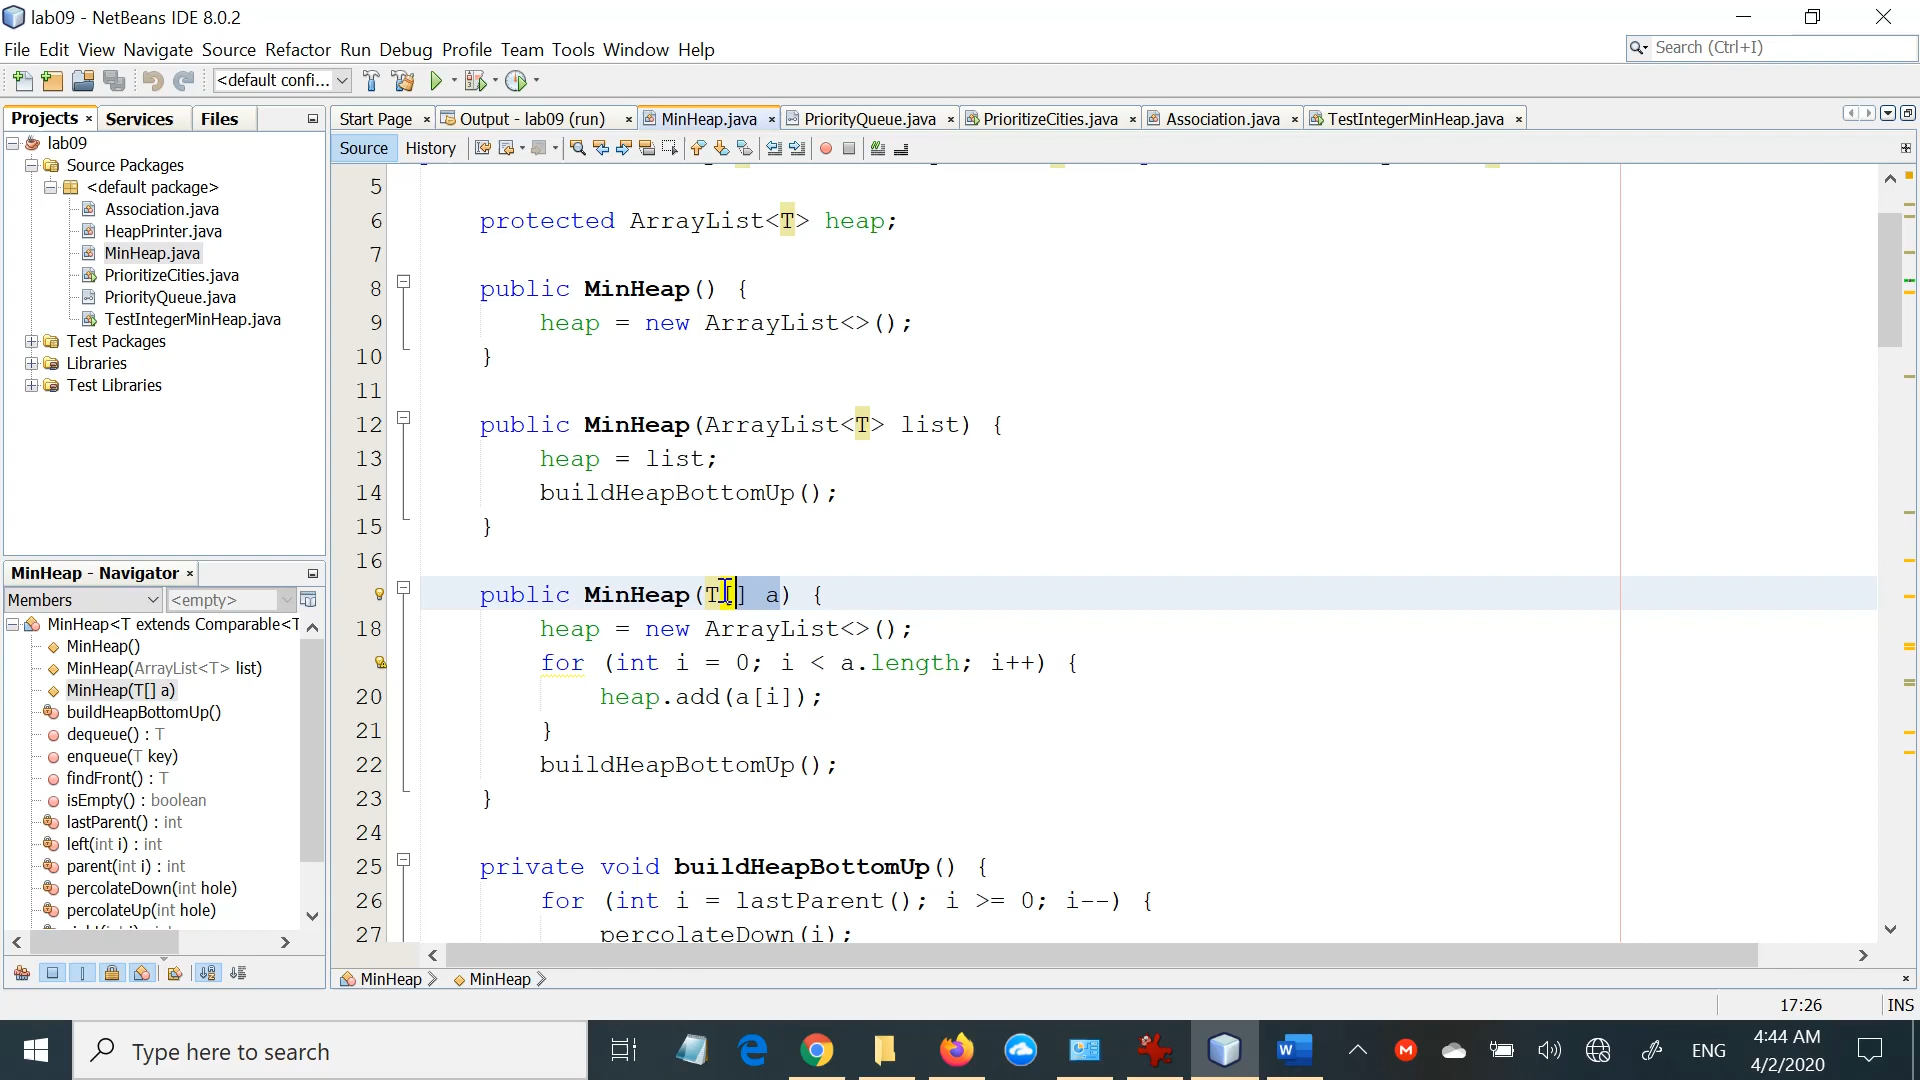 lab09 - NetBeans IDE 8.0.2
File Edit View Navigate Source Refactor Run Debug Profile Team Tools Window Help
Search (Ctrl+I)
<default confi...
Projects Services Files
Start Page Output - lab09 (run) MinHeap.java PriorityQueue.java PrioritizeCities.java Association.java TestIntegerMinHeap.java
Source History
lab09
Source Packages
<default package>
Association.java
HeapPrinter.java
MinHeap.java
PrioritizeCities.java
PriorityQueue.java
TestIntegerMinHeap.java
Test Packages
Libraries
Test Libraries
MinHeap - Navigator
Members <empty>
MinHeap<T extends Comparable<T
MinHeap()
MinHeap(ArrayList<T> list)
MinHeap(T[] a)
buildHeapBottomUp()
dequeue() : T
enqueue(T key)
findFront() : T
isEmpty() : boolean
lastParent() : int
left(int i) : int
parent(int i) : int
percolateDown(int hole)
percolateUp(int hole)
5
6 protected ArrayList<T> heap;
7
8 public MinHeap() {
9 heap = new ArrayList<>();
10 }
11
12 public MinHeap(ArrayList<T> list) {
13 heap = list;
14 buildHeapBottomUp();
15 }
16
public MinHeap(T[] a) {
18 heap = new ArrayList<>();
for (int i = 0; i < a.length; i++) {
20 heap.add(a[i]);
21 }
22 buildHeapBottomUp();
23 }
24
25 private void buildHeapBottomUp() {
26 for (int i = lastParent(); i >= 0; i--) {
27 percolateDown(i);
MinHeap MinHeap
17:26 INS
Type here to search
ENG
4:44 AM
4/2/2020